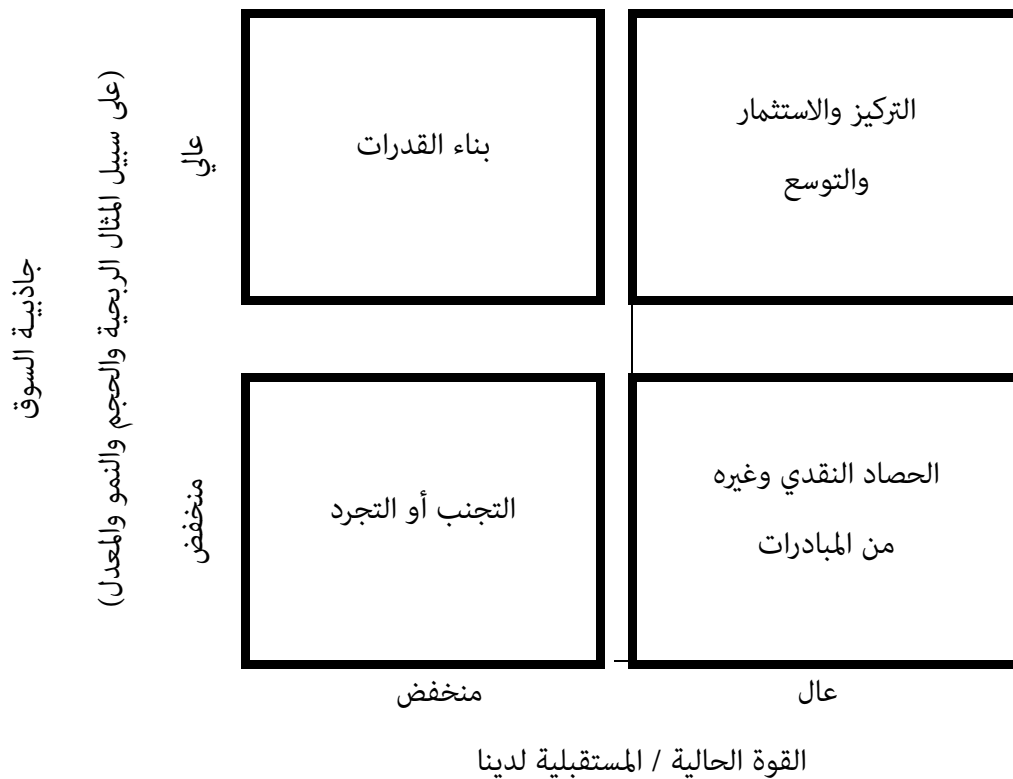 جاذبية السوق
(على سبيل المثال الربحية والحجم والنمو والمعدل)
عالي
التركيز والاستثمار
والتوسع
بناء القدرات
منخفض
الحصاد النقدي وغيره
من المبادرات
التجنب أو التجرد
عال
منخفض
القوة الحالية / المستقبلية لدينا